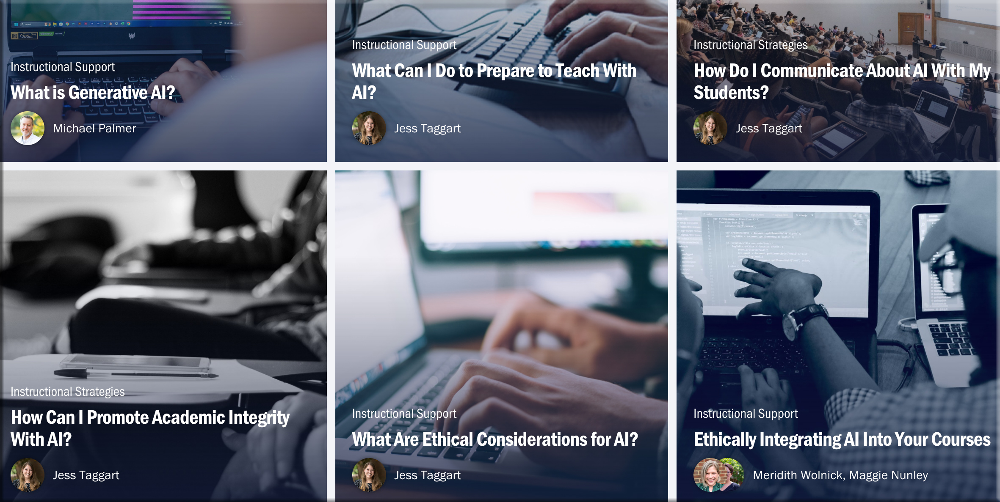 Instructional Support
What is Generative AI?
Michael Palmer
Instructional Support
What Can I Do to Prepare to Teach With
AI?
Jess Taggart
Instructional Strategies
How Do I Communicate About AI With My
Students?
Jess Taggart
Instructional Strategies
How Can I Promote Academic Integrity
With AI?
Jess Taggart
Instructional Support
What Are Ethical Considerations for AI?
Jess Taggart
Instructional Support
Ethically Integrating AI Into Your Courses
Meridith Wolnick, Maggie Nunley